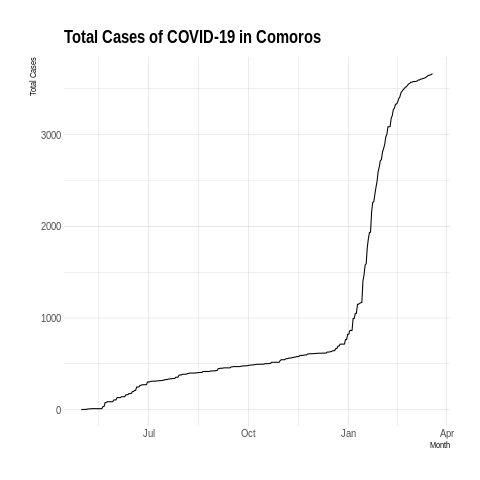 Total Cases of COVID-19 in Comoros
Total Cases
3000
2000
1000
0
Jul Oct Jan Apr
Month